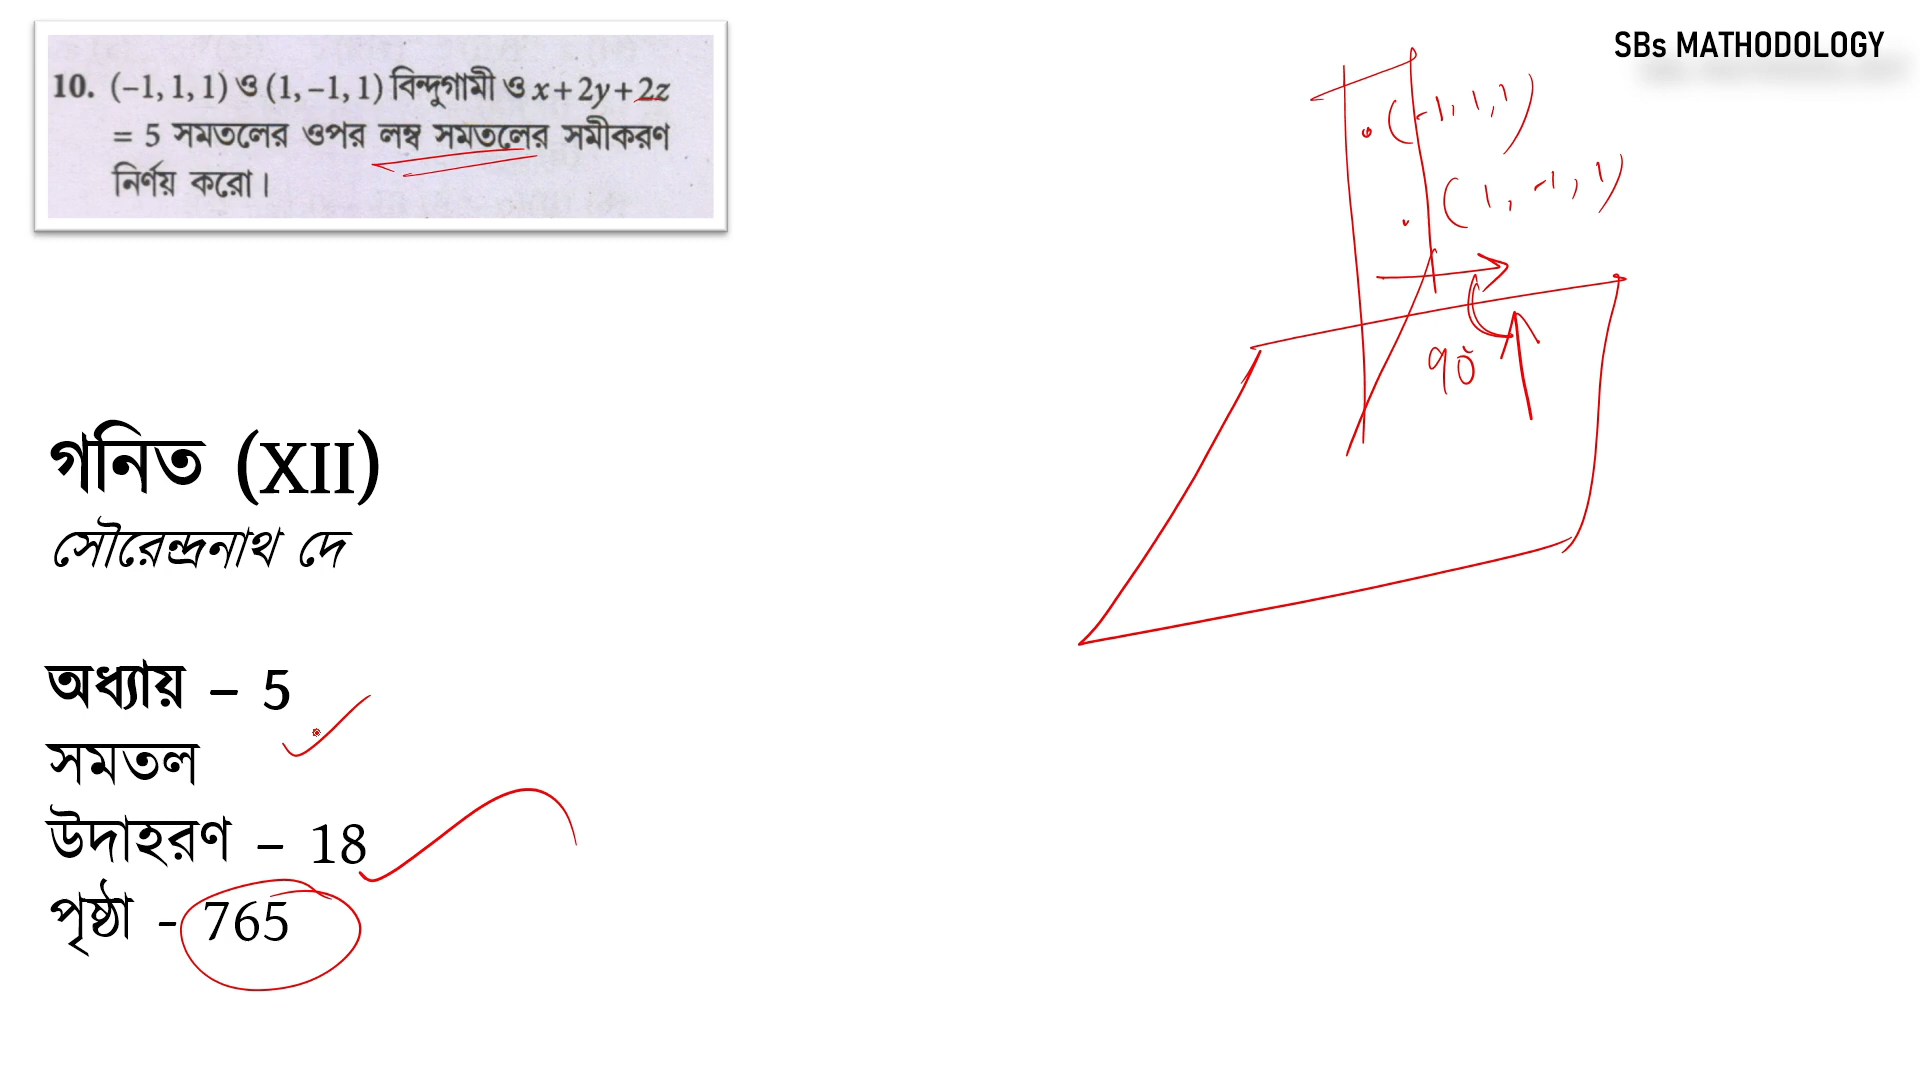 SBs MATHODOLOGY
10. (−1, 1, 1) ও (1, −1, 1) বিন্দুগামী ও x + 2y + 2z
= 5 সমতলের ওপর লম্ব সমতলের সমীকরণ
নির্ণয় করো।
(-1, 1, 1)
(1, -1, 1)
90°
গনিত (XII)
সৌরেন্দ্রনাথ দে
অধ্যায় – 5
সমতল
উদাহরণ – 18
পৃষ্ঠা - 765